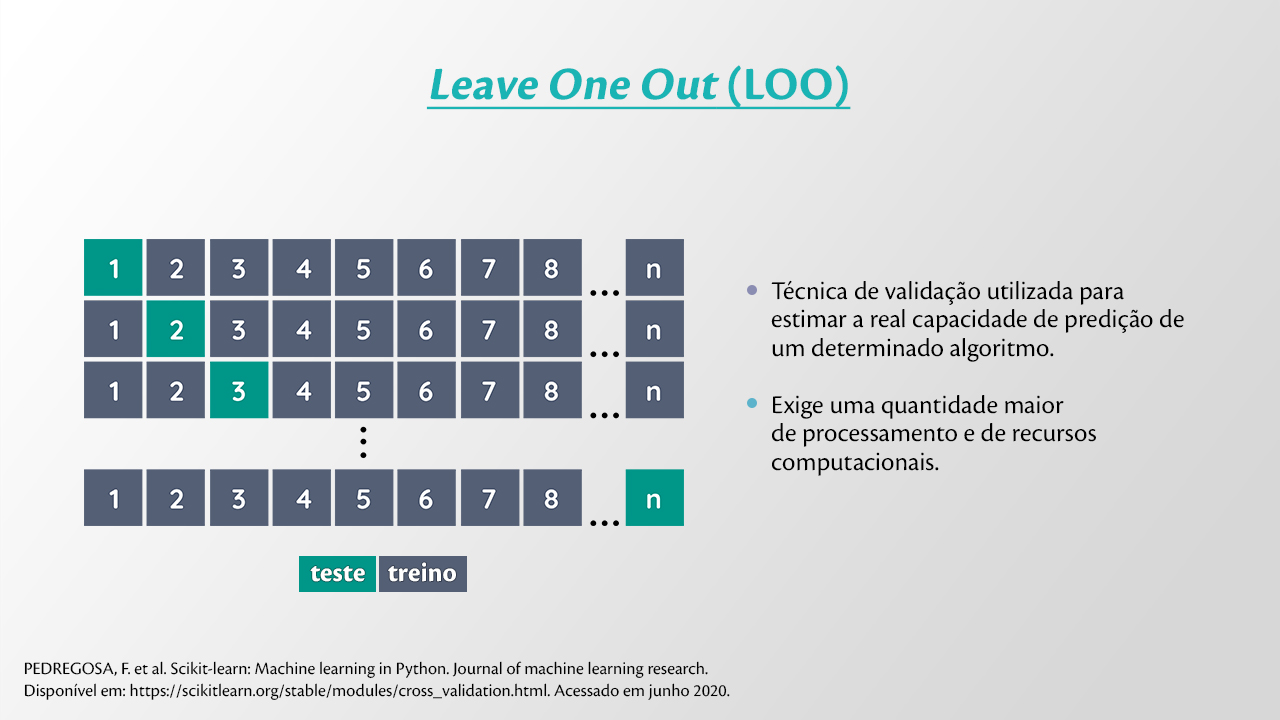 Leave One Out (LOO)
1 2 3 4 5 6 7 8 ... n
1 2 3 4 5 6 7 8 ... n
1 2 3 4 5 6 7 8 ... n
1 2 3 4 5 6 7 8 ... n
teste treino
Técnica de validação utilizada para
estimar a real capacidade de predição de
um determinado algoritmo.
Exige uma quantidade maior
de processamento e de recursos
computacionais.
PEDREGOSA, F. et al. Scikit-learn: Machine learning in Python. Journal of machine learning research.
Disponível em: https://scikitlearn.org/stable/modules/cross_validation.html. Acessado em junho 2020.